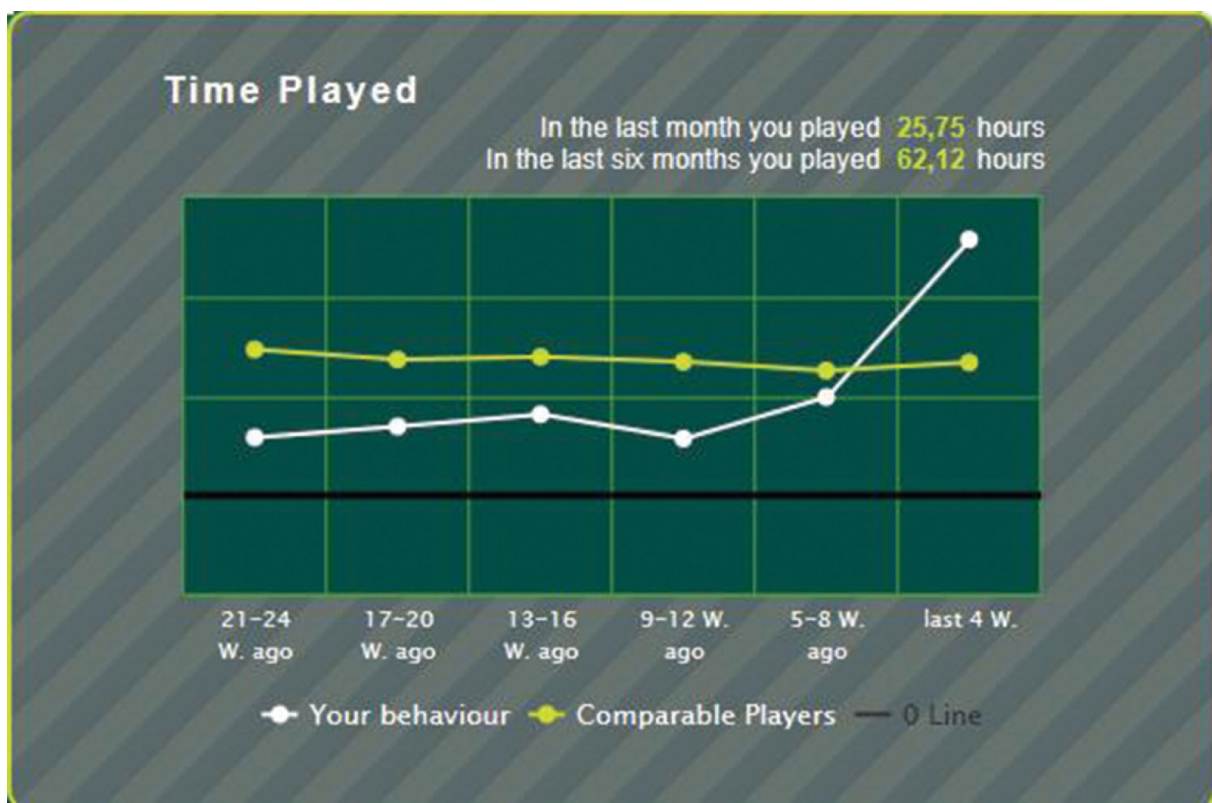 Time Played
In the last month you played 25,75 hours
In the last six months you played 62,12 hours
21-24 W. ago
17-20 W. ago
13-16 W. ago
9-12 W. ago
5-8 W. ago
last 4 W.
Your behaviour Comparable Players 0 Line